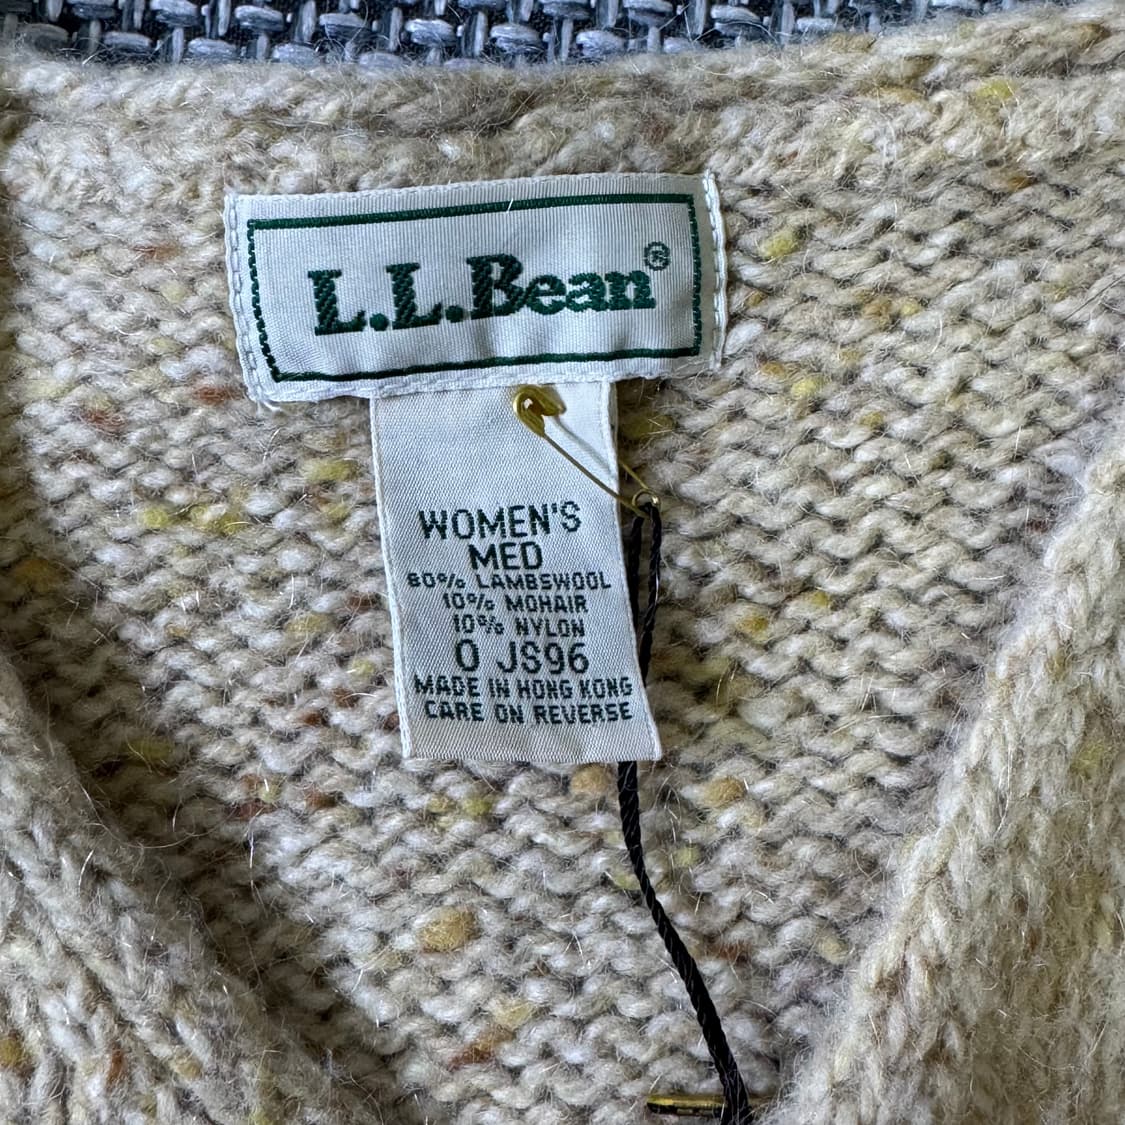 L.L.Bean®
WOMEN'S
MED
80% LAMBSWOOL
10% MOHAIR
10% NYLON
0 JS96
MADE IN HONG KONG
CARE ON REVERSE